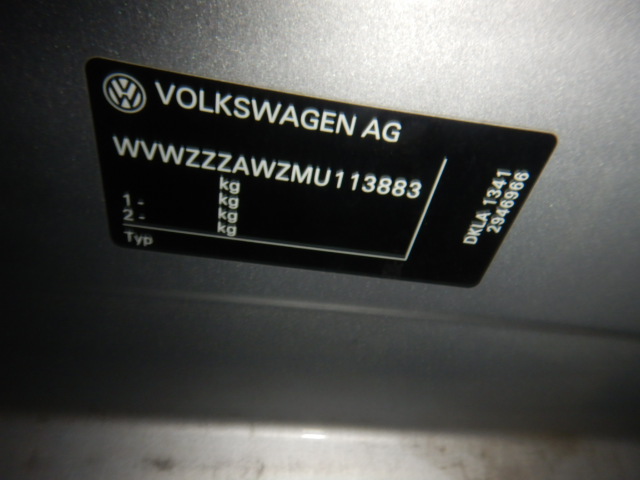 VOLKSWAGEN AG
WVWZZZAWZMU113883
kg
1 - kg
2 - kg
kg
Typ
DKLA 1341
2946966